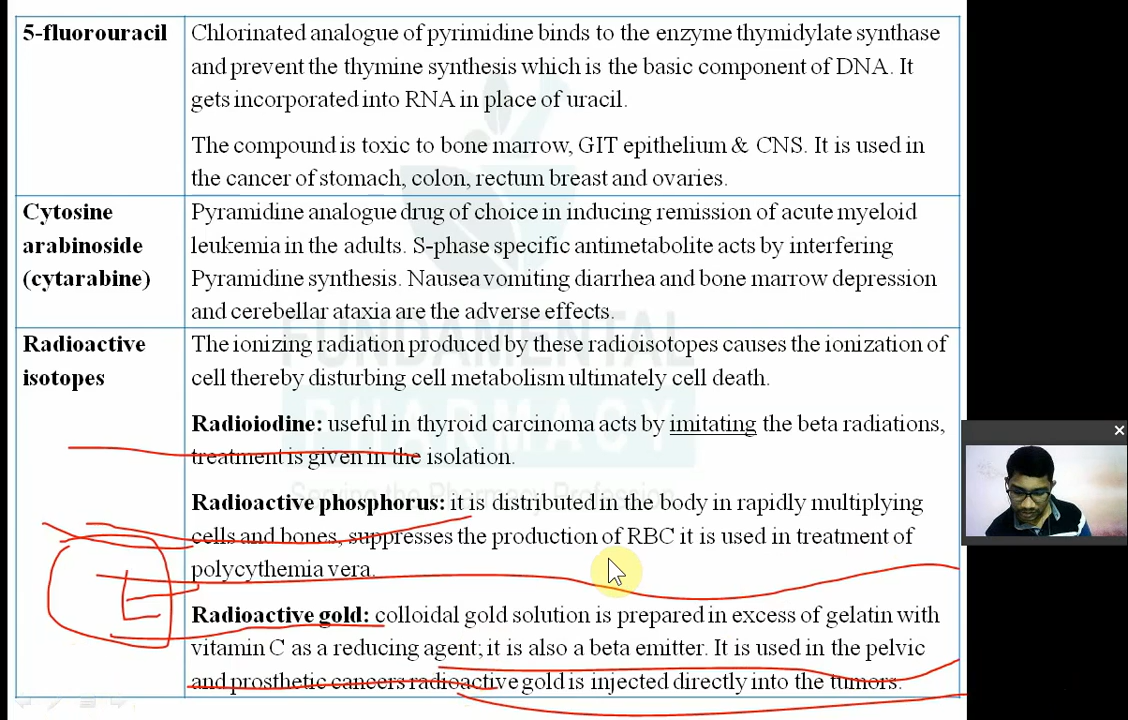 5-fluorouracil
Chlorinated analogue of pyrimidine binds to the enzyme thymidylate synthase
and prevent the thymine synthesis which is the basic component of DNA. It
gets incorporated into RNA in place of uracil.
The compound is toxic to bone marrow, GIT epithelium & CNS. It is used in
the cancer of stomach, colon, rectum breast and ovaries.
Cytosine
arabinoside
(cytarabine)
Pyramidine analogue drug of choice in inducing remission of acute myeloid
leukemia in the adults. S-phase specific antimetabolite acts by interfering
Pyramidine synthesis. Nausea vomiting diarrhea and bone marrow depression
and cerebellar ataxia are the adverse effects.
Radioactive
isotopes
The ionizing radiation produced by these radioisotopes causes the ionization of
cell thereby disturbing cell metabolism ultimately cell death.
Radioiodine: useful in thyroid carcinoma acts by imitating the beta radiations,
treatment is given in the isolation.
Radioactive phosphorus: it is distributed in the body in rapidly multiplying
cells and bones, suppresses the production of RBC it is used in treatment of
polycythemia vera.
Radioactive gold: colloidal gold solution is prepared in excess of gelatin with
vitamin C as a reducing agent; it is also a beta emitter. It is used in the pelvic
and prosthetic cancers radioactive gold is injected directly into the tumors.
FUNDAMENTAL
PHARMACY
Serving the Pharmacy Profession